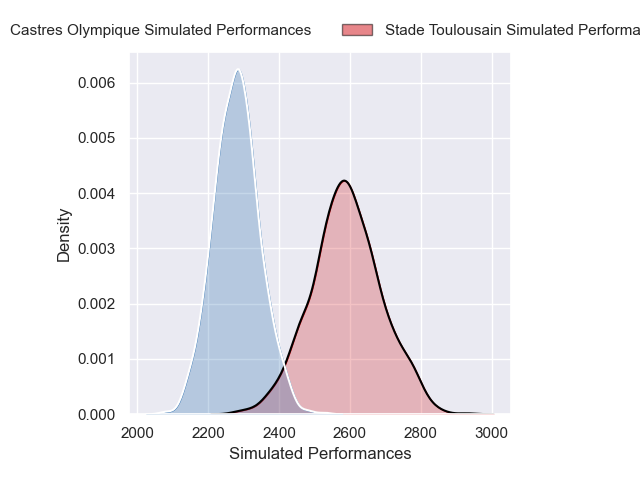 Castres Olympique Simulated Performances
Stade Toulousain Simulated Performa
0.006
0.005
0.004
0.003
0.002
0.001
0.000
Density
2000 2200 2400 2600 2800 3000
Simulated Performances